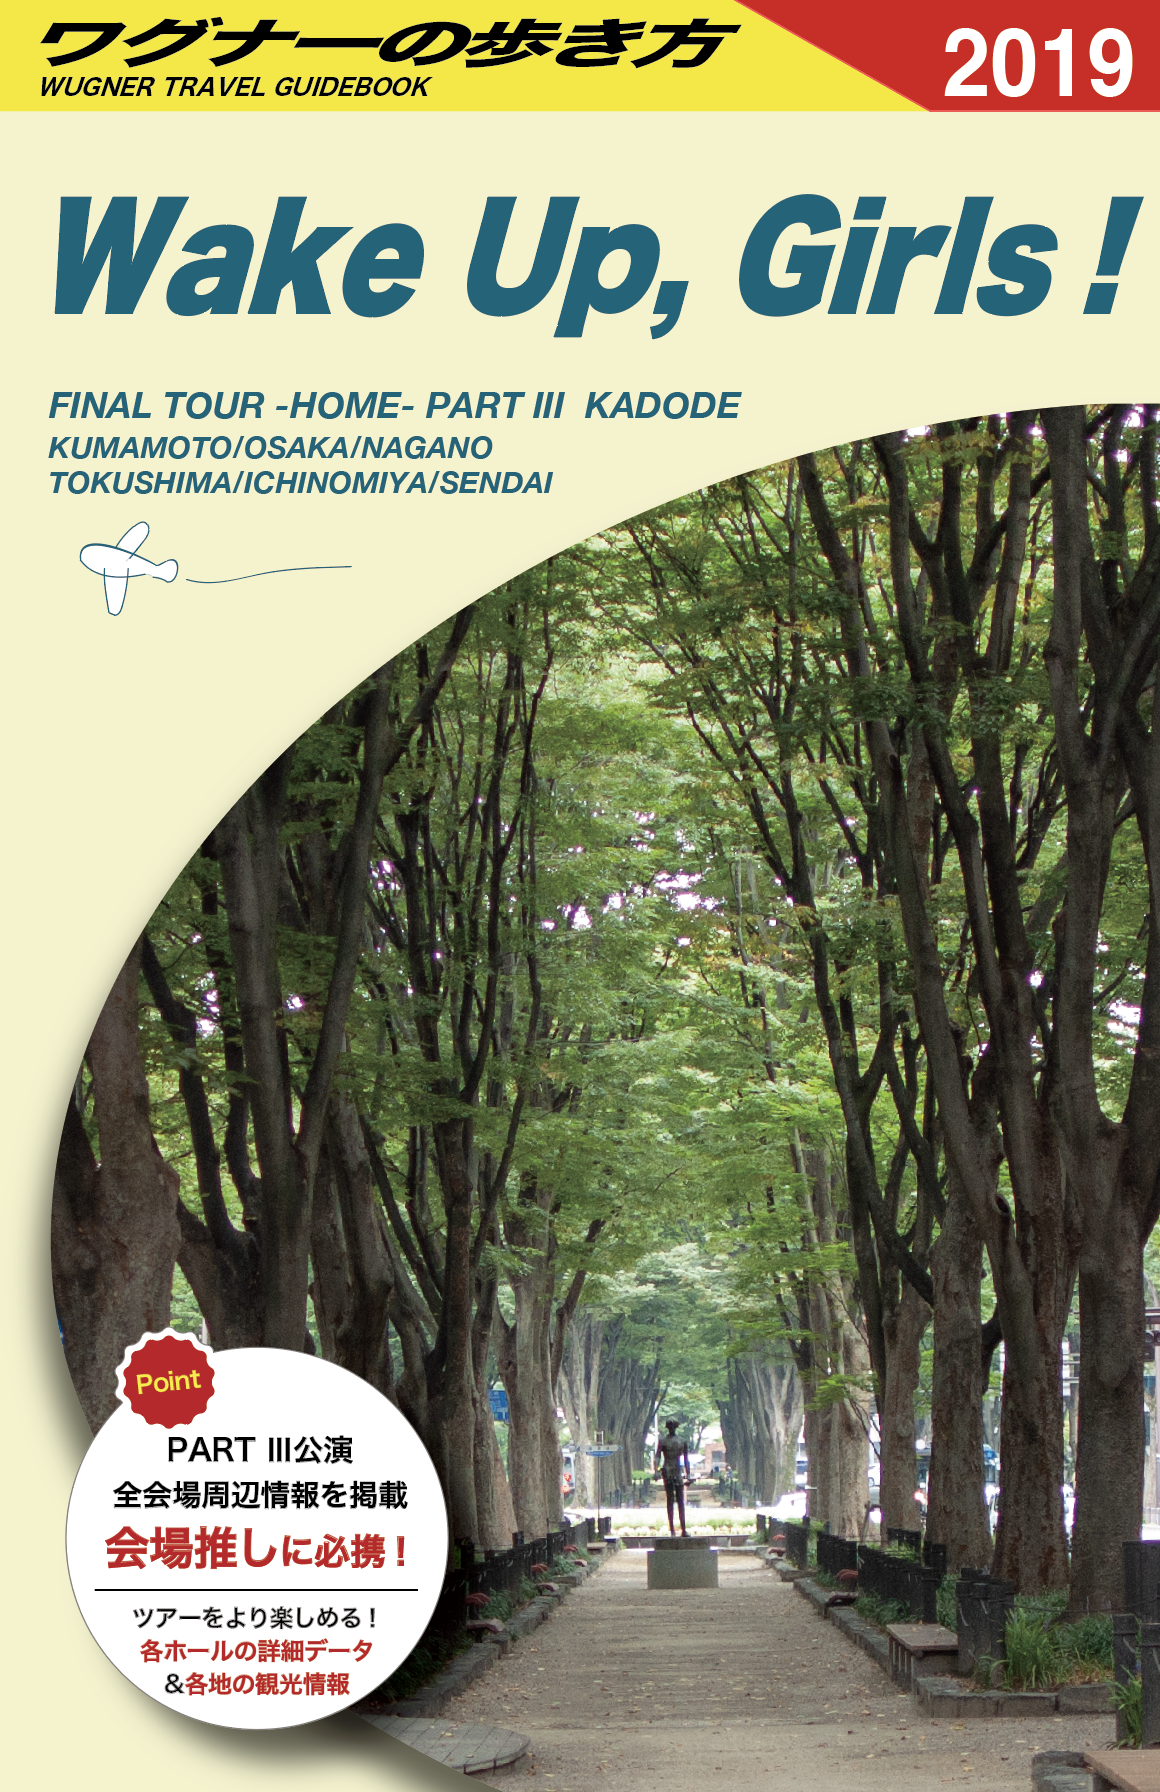 ワグナーの歩き方
WUGNER TRAVEL GUIDEBOOK
2019
Wake Up, Girls !
FINAL TOUR -HOME- PART III KADODE
KUMAMOTO/OSAKA/NAGANO
TOKUSHIMA/ICHINOMIYA/SENDAI
Point
PART Ⅲ公演
全会場周辺情報を掲載
会場推しに必携！
ツアーをより楽しめる！
各ホールの詳細データ
＆各地の観光情報